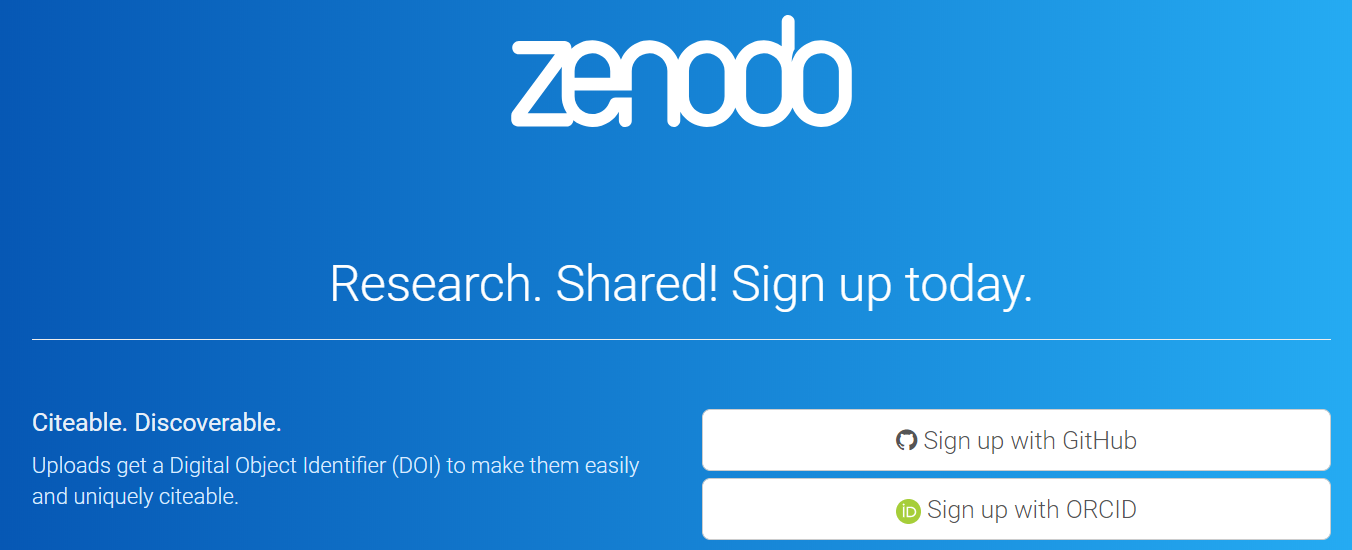 zenodo
Research. Shared! Sign up today.
Citeable. Discoverable.
Uploads get a Digital Object Identifier (DOI) to make them easily
and uniquely citeable.
Sign up with GitHub
iD Sign up with ORCID